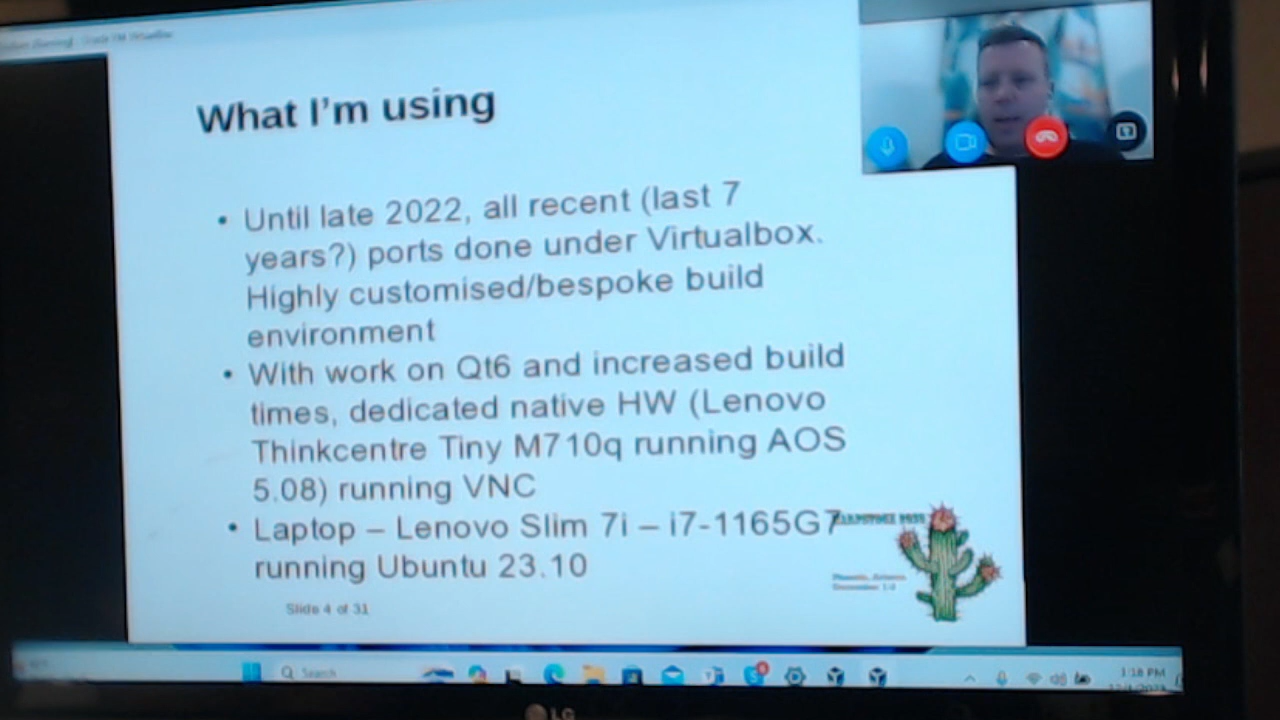 What I'm using
• Until late 2022, all recent (last 7
years?) ports done under Virtualbox.
Highly customised/bespoke build
environment
• With work on Qt6 and increased build
times, dedicated native HW (Lenovo
Thinkcentre Tiny M710q running AOS
5.08) running VNC
• Laptop – Lenovo Slim 7i – i7-1165G7
running Ubuntu 23.10
Phoenix, Arizona
Slide 4 of 31
Search
1:18 PM
LG